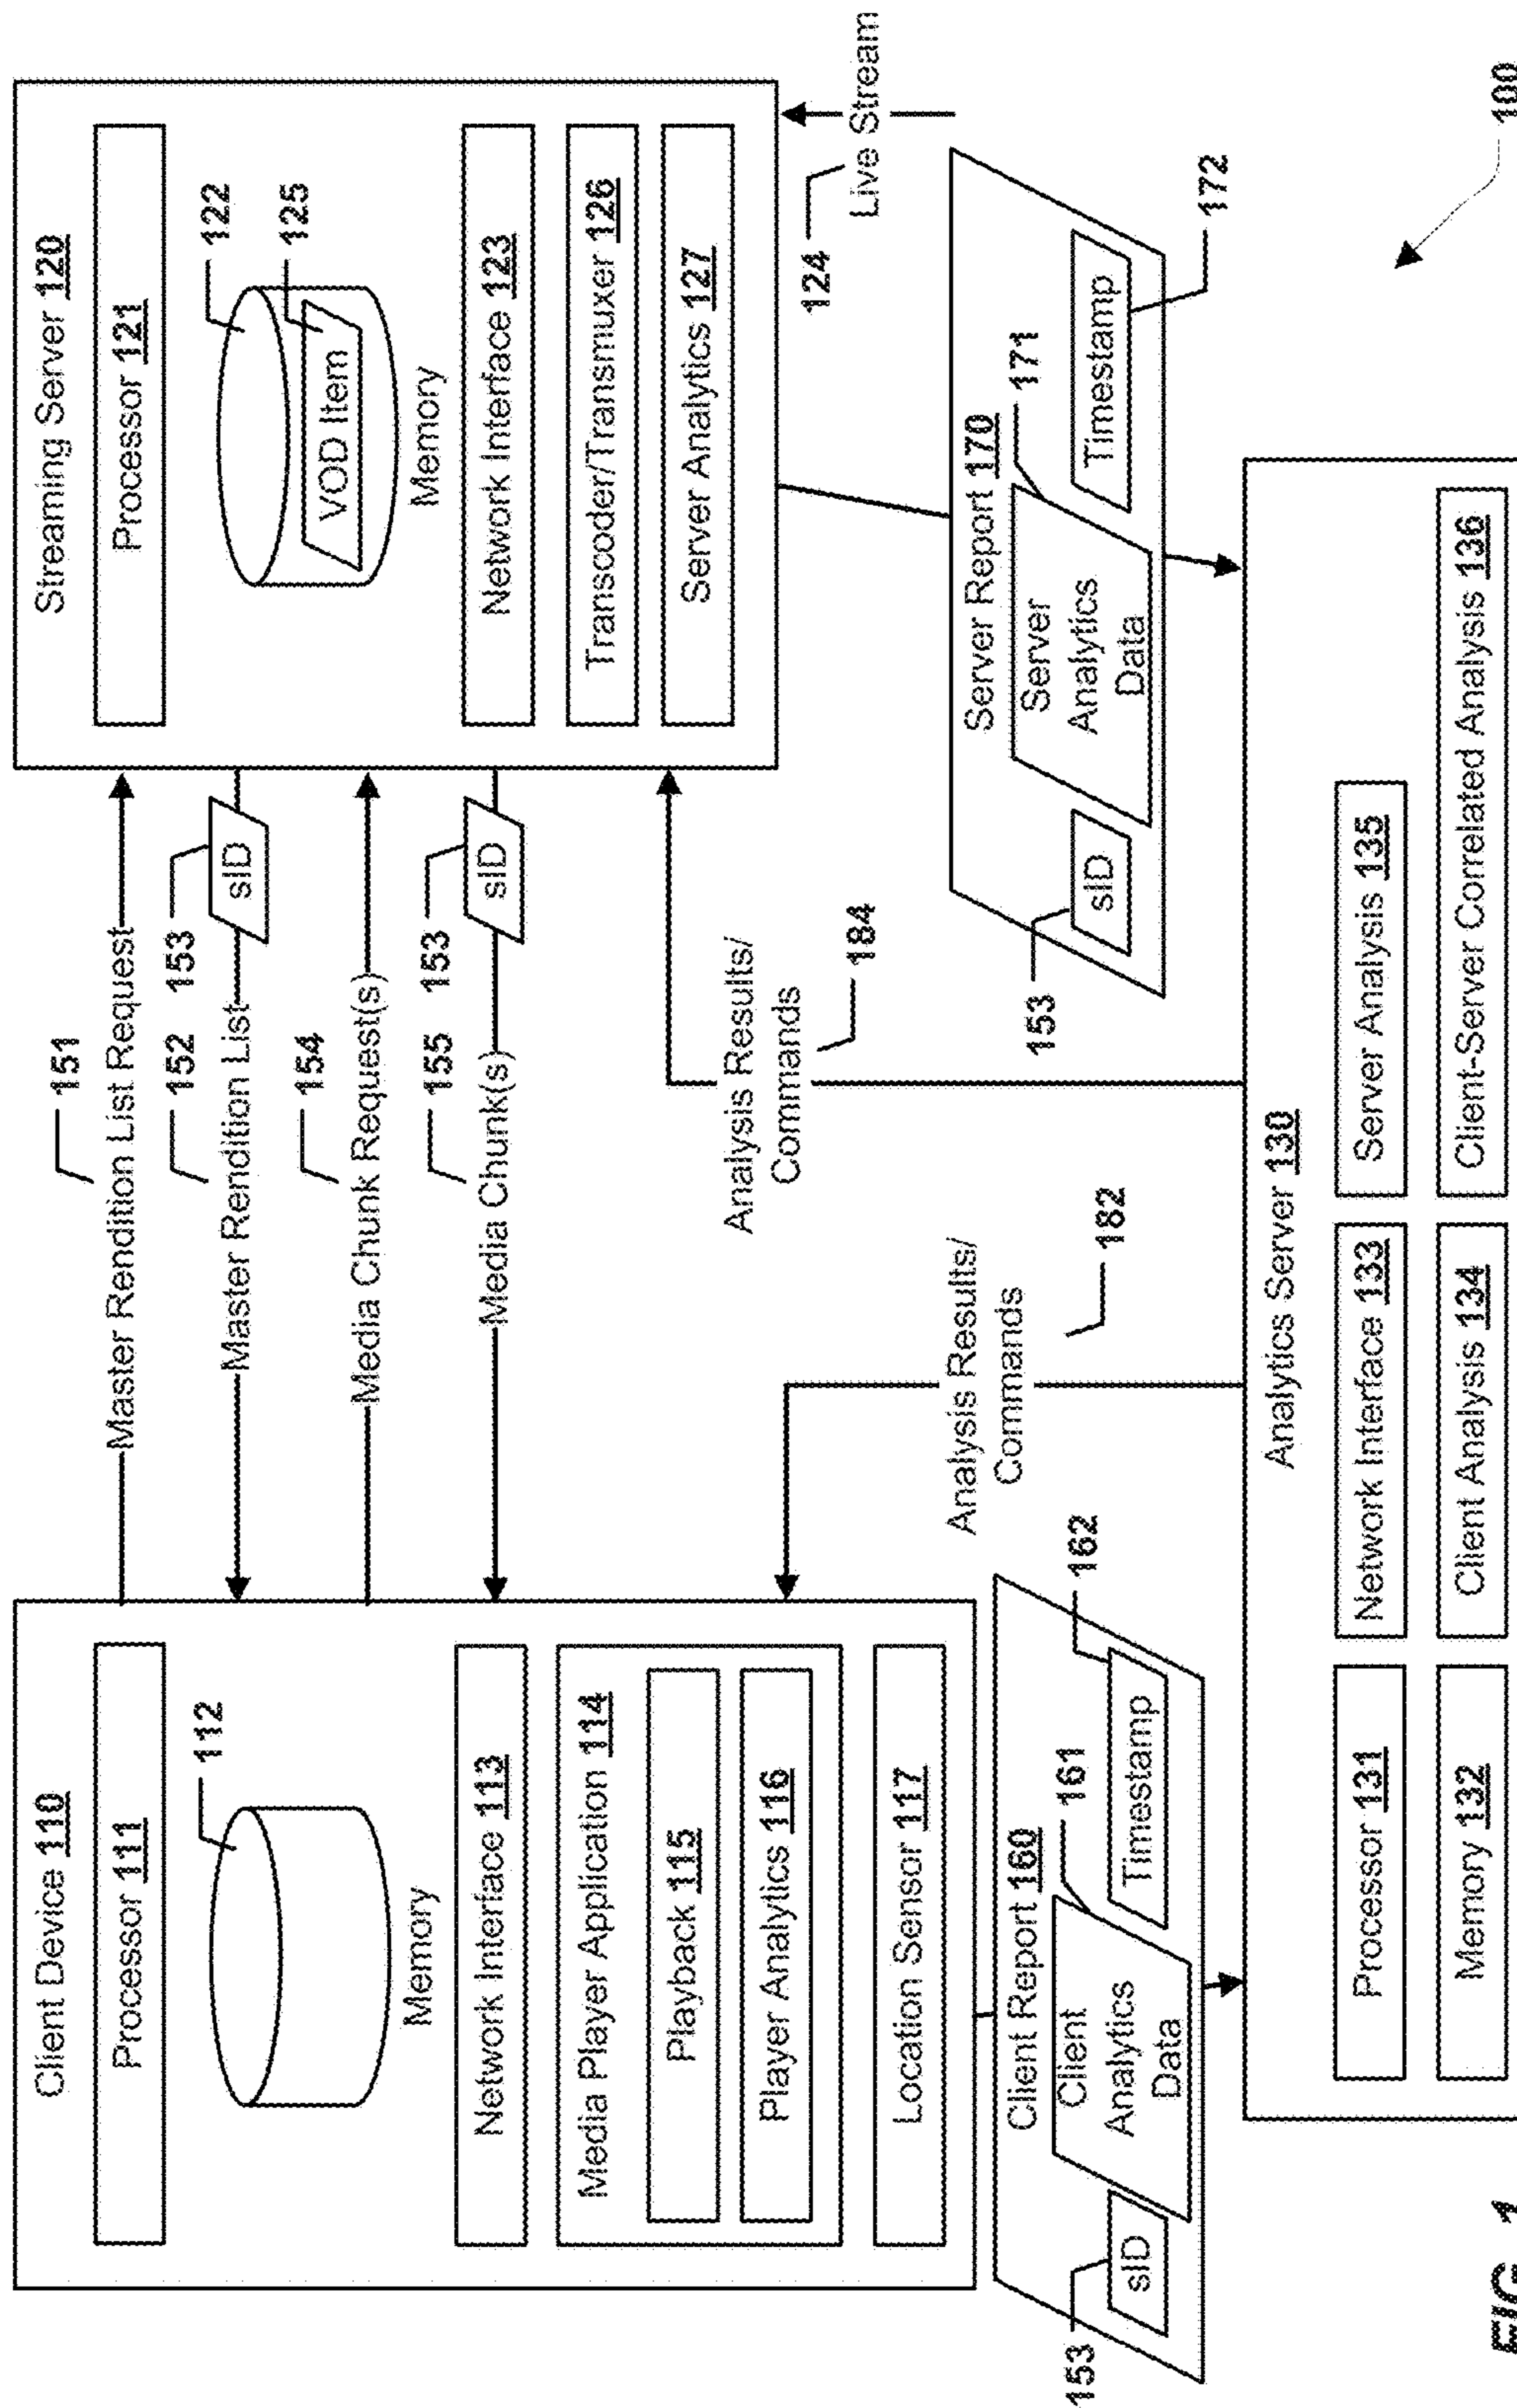 Client Device 110
Processor 111
112
Memory
Network Interface 113
Media Player Application 114
Playback 115
Player Analytics 116
Location Sensor 117
151
Master Rendition List Request
152
153
sID
Master Rendition List
154
Media Chunk Request(s)
155
153
sID
Media Chunk(s)
Streaming Server 120
Processor 121
122
125
VOD Item
Memory
Network Interface 123
Transcoder/Transmuxer 126
Server Analytics 127
124
Live Stream
Analysis Results/
Commands
184
Analysis Results/
Commands
182
Client Report 160
153
sID
Client
Analytics
Data
161
Timestamp
162
Server Report 170
153
sID
Server
Analytics
Data
171
Timestamp
172
Analytics Server 130
Processor 131
Network Interface 133
Server Analysis 135
Memory 132
Client Analysis 134
Client-Server Correlated Analysis 136
FIG. 1
100